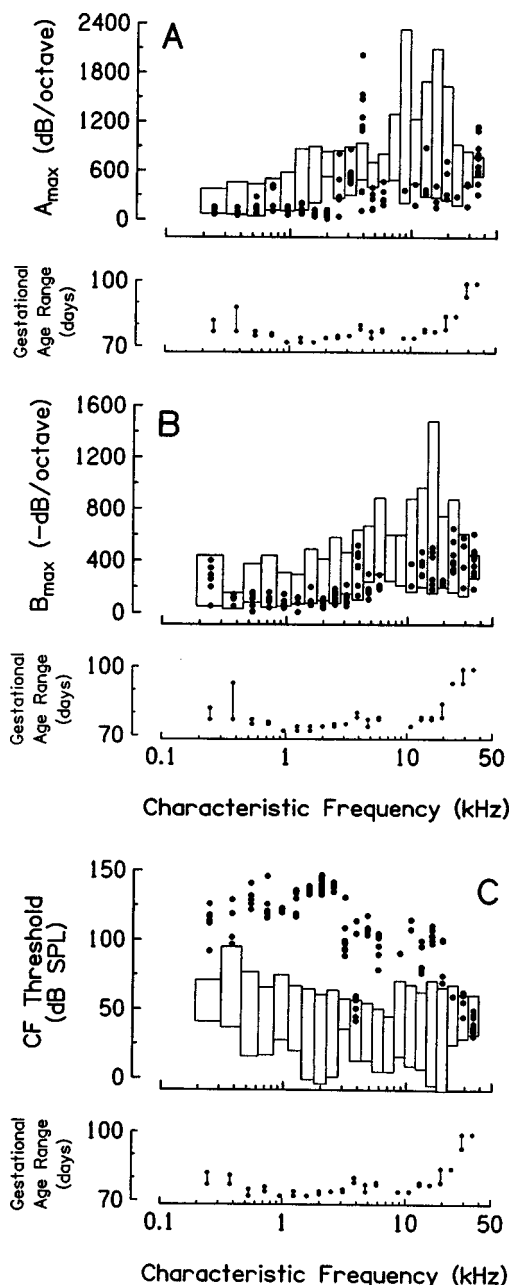 A
2400
1800
1200
600
0
Amax (dB/octave)
100
70
Gestational
Age Range
(days)
B
1600
1200
800
400
0
Bmax (-dB/octave)
100
70
Gestational
Age Range
(days)
0.1
1
10
50
Characteristic Frequency (kHz)
C
150
100
50
0
CF Threshold
(dB SPL)
100
70
Gestational
Age Range
(days)
0.1
1
10
50
Characteristic Frequency (kHz)